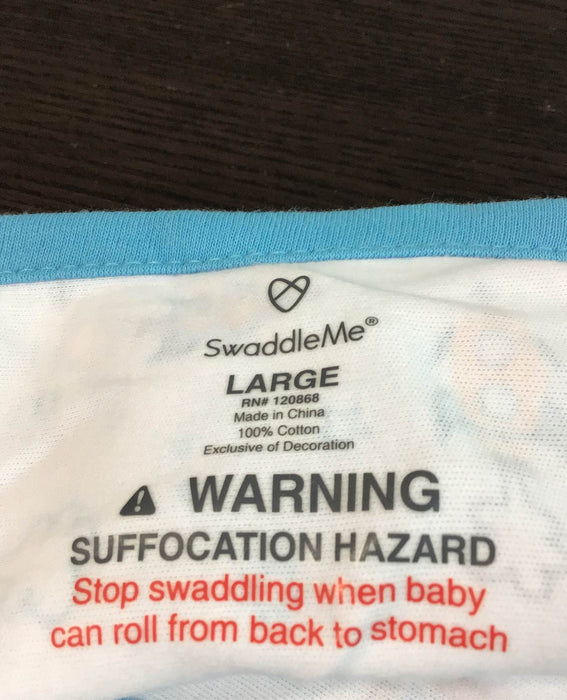 SwaddleMe®
LARGE
RN# 120868
Made in China
100% Cotton
Exclusive of Decoration
WARNING
SUFFOCATION HAZARD
Stop swaddling when baby
can roll from back to stomach